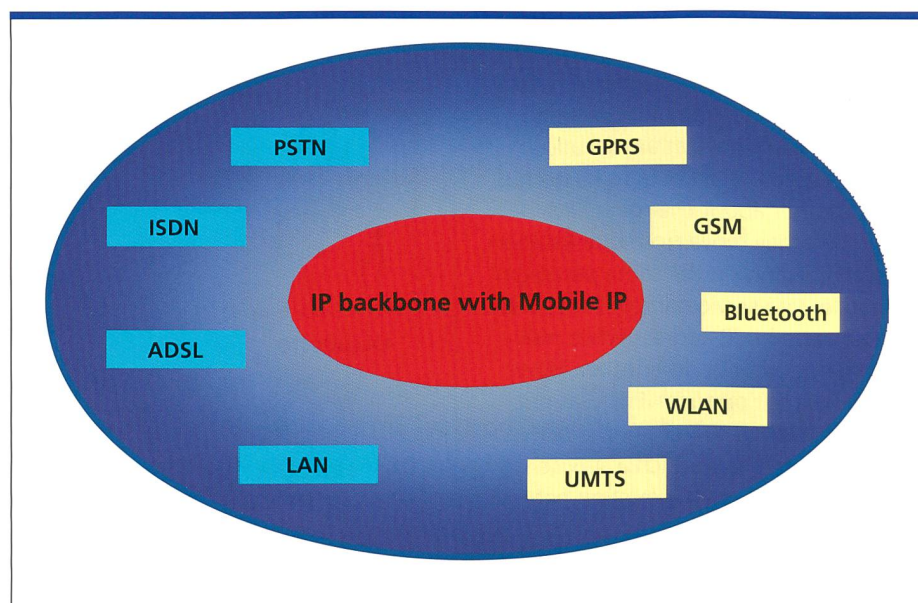 PSTN
GPRS
ISDN
GSM
IP backbone with Mobile IP
Bluetooth
ADSL
WLAN
LAN
UMTS